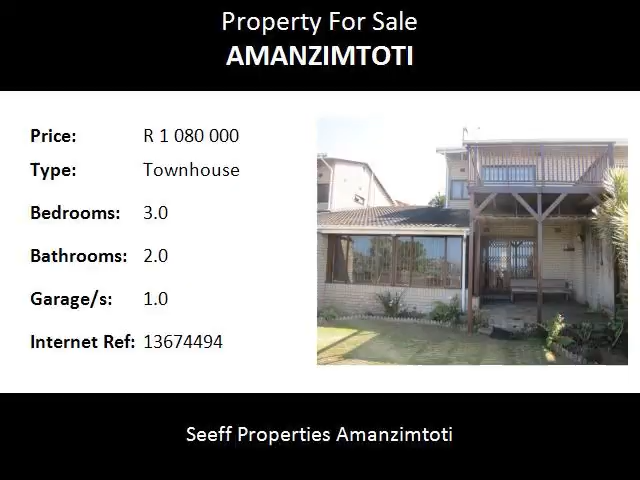 Property For Sale
AMANZIMTOTI
Price: R 1 080 000
Type: Townhouse
Bedrooms: 3.0
Bathrooms: 2.0
Garage/s: 1.0
Internet Ref: 13674494
Seeff Properties Amanzimtoti